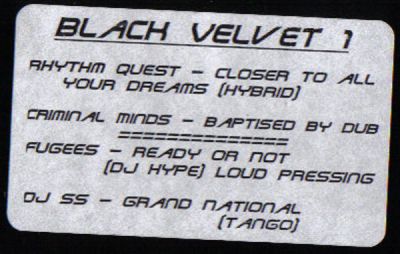 BLACK VELVET 1
RHYTHM QUEST - CLOSER TO ALL
YOUR DREAMS (HYBRID)
CRIMINAL MINDS - BAPTISED BY DUB
==============
FUGEES - READY OR NOT
(DJ HYPE) LOUD PRESSING
DJ SS - GRAND NATIONAL
(TANGO)